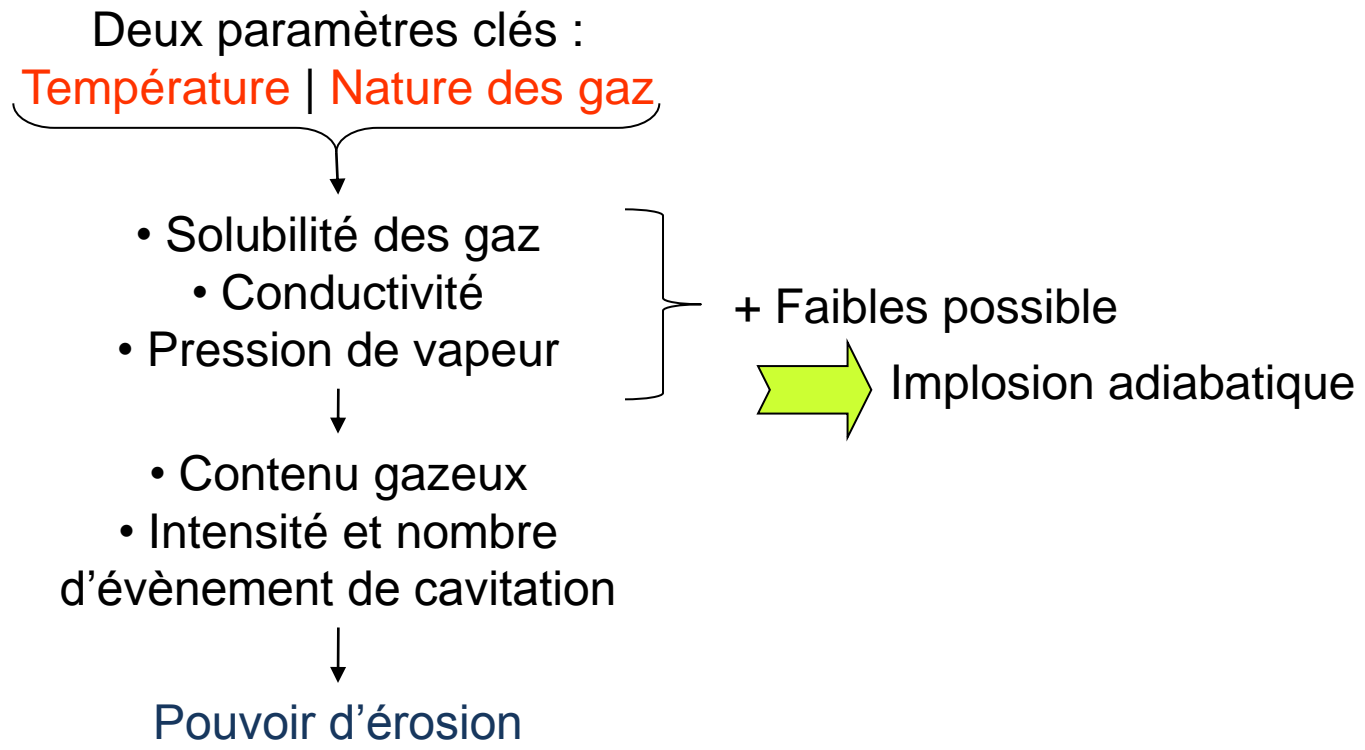 Deux paramètres clés :
Température | Nature des gaz
• Solubilité des gaz
• Conductivité
• Pression de vapeur
+ Faibles possible
Implosion adiabatique
• Contenu gazeux
• Intensité et nombre
d’évènement de cavitation
Pouvoir d’érosion